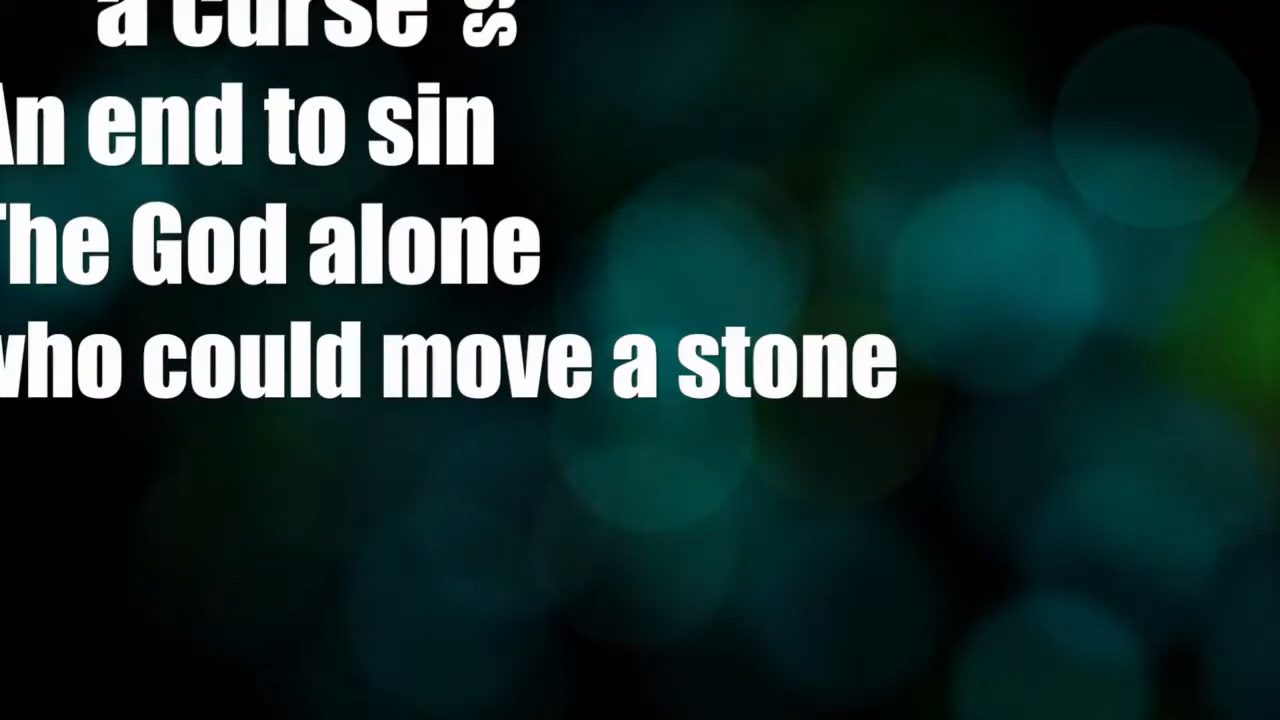 a curse
An end to sin
The God alone
who could move a stone